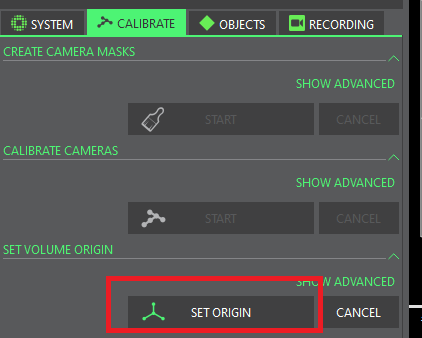 SYSTEM CALIBRATE OBJECTS RECORDING
CREATE CAMERA MASKS
SHOW ADVANCED
START CANCEL
CALIBRATE CAMERAS
SHOW ADVANCED
START CANCEL
SET VOLUME ORIGIN
SHOW ADVANCED
SET ORIGIN CANCEL